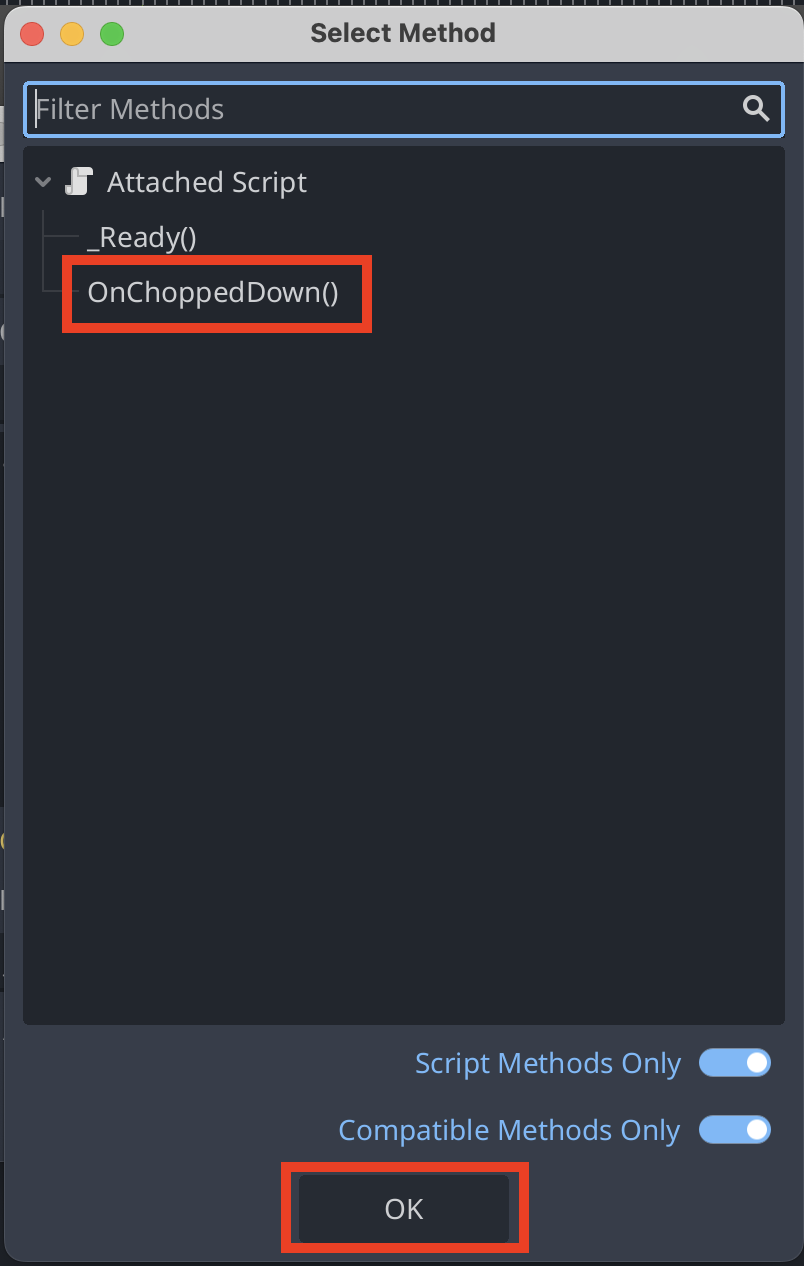 Select Method
Filter Methods
Attached Script
_Ready()
OnChoppedDown()
Script Methods Only
Compatible Methods Only
OK